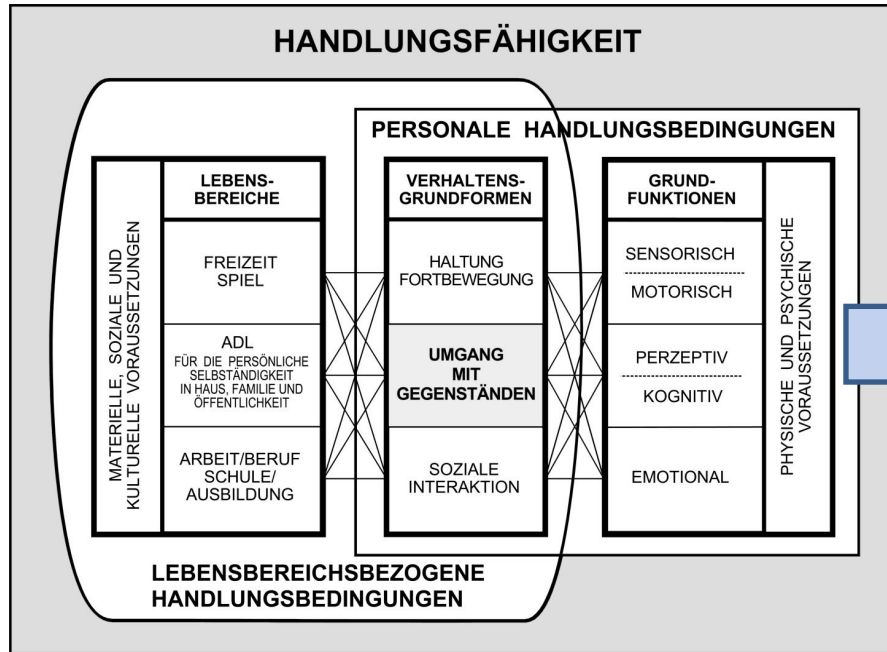 HANDLUNGSFÄHIGKEIT
PERSONALE HANDLUNGSBEDINGUNGEN
MATERIELLE, SOZIALE UND
KULTURELLE VORAUSSETZUNGEN
LEBENS-
BEREICHE
FREIZEIT
SPIEL
ADL
FÜR DIE PERSÖNLICHE
SELBSTÄNDIGKEIT
IN HAUS, FAMILIE UND
ÖFFENTLICHKEIT
ARBEIT/BERUF
SCHULE/
AUSBILDUNG
VERHALTENS-
GRUNDFORMEN
HALTUNG
FORTBEWEGUNG
UMGANG
MIT
GEGENSTÄNDEN
SOZIALE
INTERAKTION
GRUND-
FUNKTIONEN
SENSORISCH
MOTORISCH
PERZEPTIV
KOGNITIV
EMOTIONAL
PHYSISCHE UND PSYCHISCHE
VORAUSSETZUNGEN
LEBENSBEREICHSBEZOGENE
HANDLUNGSBEDINGUNGEN